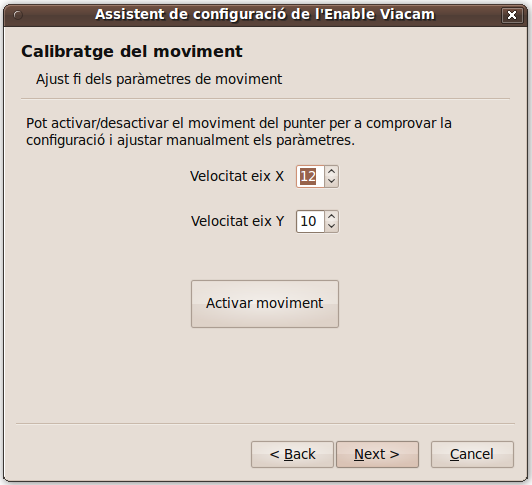 Assistent de configuració de l'Enable Viacam
Calibratge del moviment
Ajust fi dels paràmetres de moviment
Pot activar/desactivar el moviment del punter per a comprovar la
configuració i ajustar manualment els paràmetres.
Velocitat eix X 12
Velocitat eix Y 10
Activar moviment
< Back Next > Cancel